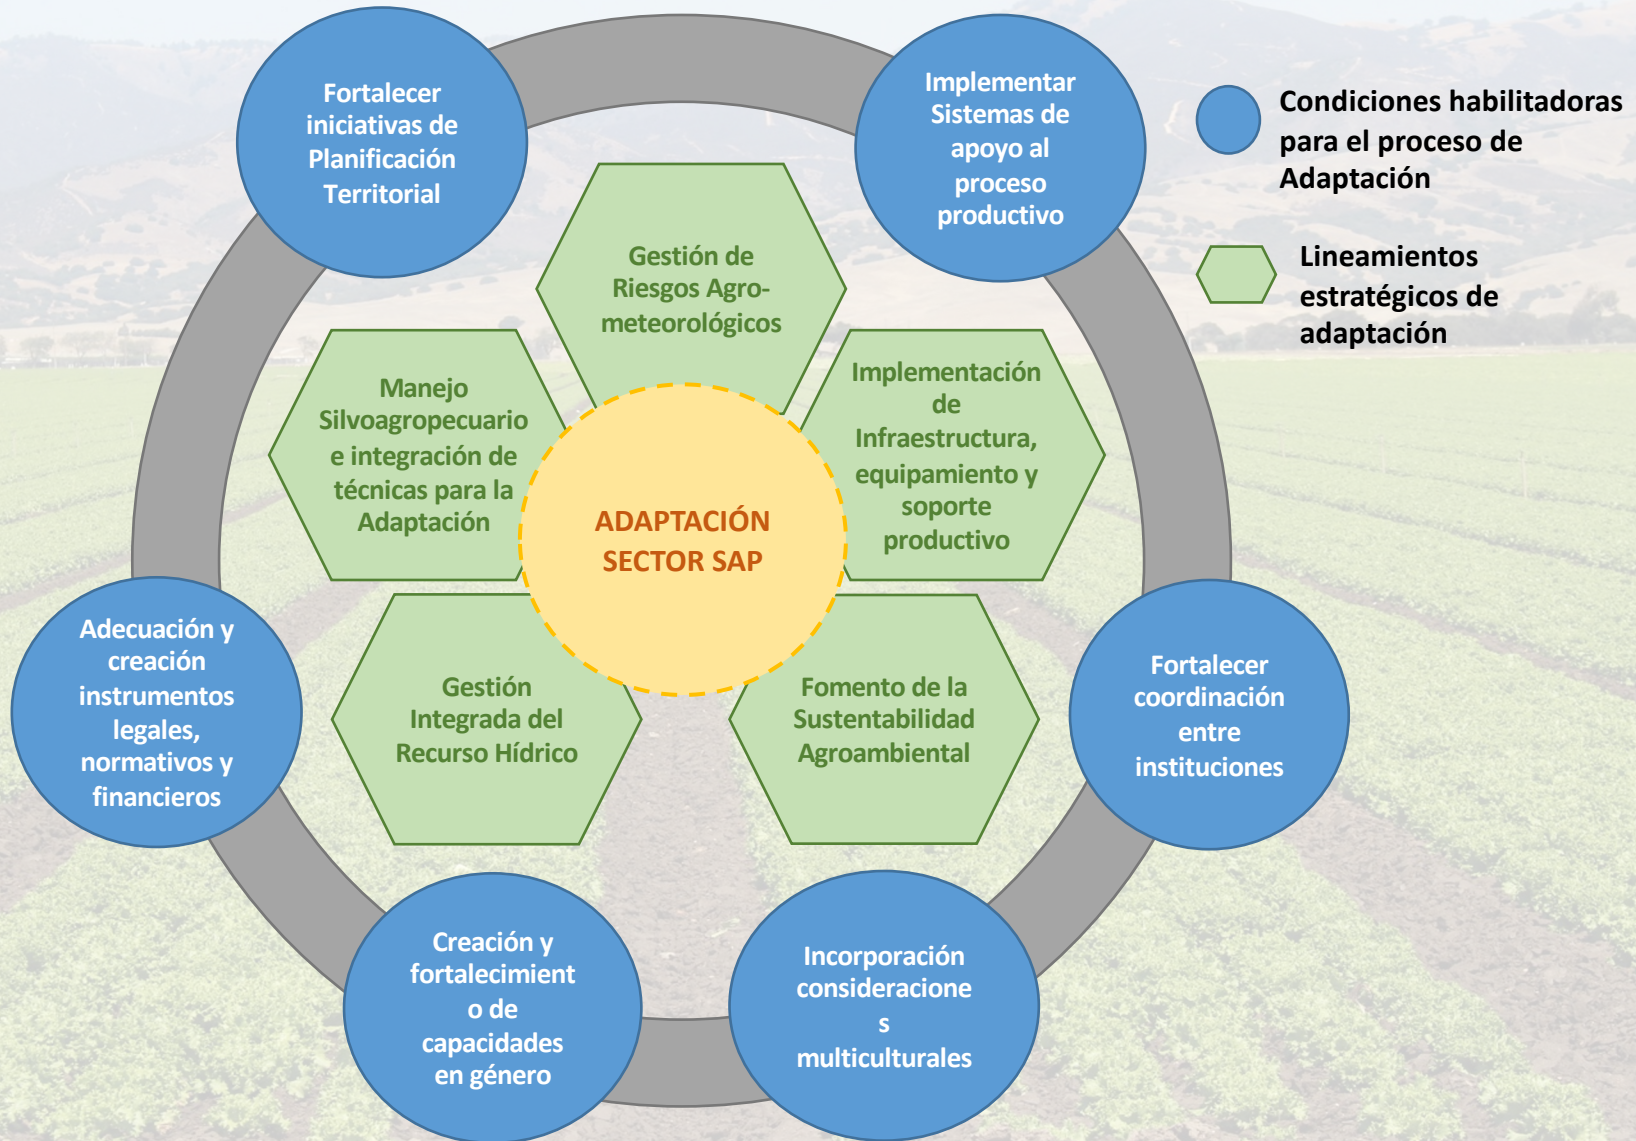 Fortalecer
iniciativas de
Planificación
Territorial
Implementar
Sistemas de
apoyo al
proceso
productivo
Condiciones habilitadoras
para el proceso de
Adaptación
Lineamientos
estratégicos de
adaptación
Gestión de
Riesgos Agro-
meteorológicos
Manejo
Silvoagropecuario
e integración de
técnicas para la
Adaptación
Implementación
de
Infraestructura,
equipamiento y
soporte
productivo
ADAPTACIÓN
SECTOR SAP
Adecuación y
creación
instrumentos
legales,
normativos y
financieros
Gestión
Integrada del
Recurso Hídrico
Fomento de la
Sustentabilidad
Agroambiental
Fortalecer
coordinación
entre
instituciones
Creación y
fortalecimient
o de
capacidades
en género
Incorporación
consideracione
s
multiculturales